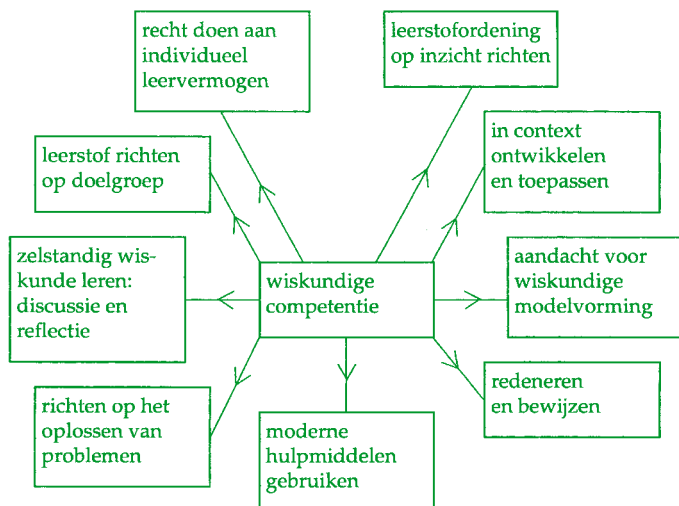 recht doen aan
individueel
leervermogen
leerstofordening
op inzicht richten
leerstof richten
op doelgroep
in context
ontwikkelen
en toepassen
zelstandig wis-
kunde leren:
discussie en
reflectie
wiskundige
competentie
aandacht voor
wiskundige
modelvorming
richten op het
oplossen van
problemen
moderne
hulpmiddelen
gebruiken
redeneren
en bewijzen